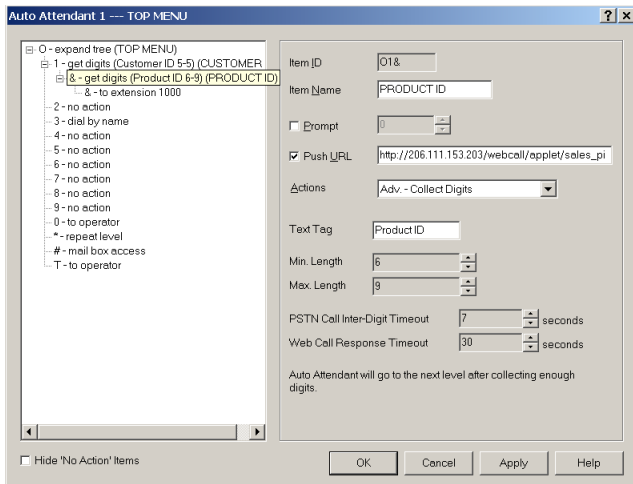 Auto Attendant 1 --- TOP MENU
O - expand tree (TOP MENU)
1 - get digits (Customer ID 5-5) (CUSTOMER
& - get digits (Product ID 6-9) (PRODUCT ID)
& - to extension 1000
2 - no action
3 - dial by name
4 - no action
5 - no action
6 - no action
7 - no action
8 - no action
9 - no action
0 - to operator
* - repeat level
# - mail box access
T - to operator
Hide 'No Action' Items
Item ID
O1&
Item Name
PRODUCT ID
Prompt
0
Push URL
http://206.111.153.203/webcall/applet/sales_pi
Actions
Adv. - Collect Digits
Text Tag
Product ID
Min. Length
6
Max. Length
9
PSTN Call Inter-Digit Timeout
7
seconds
Web Call Response Timeout
30
seconds
Auto Attendant will go to the next level after collecting enough
digits.
OK
Cancel
Apply
Help